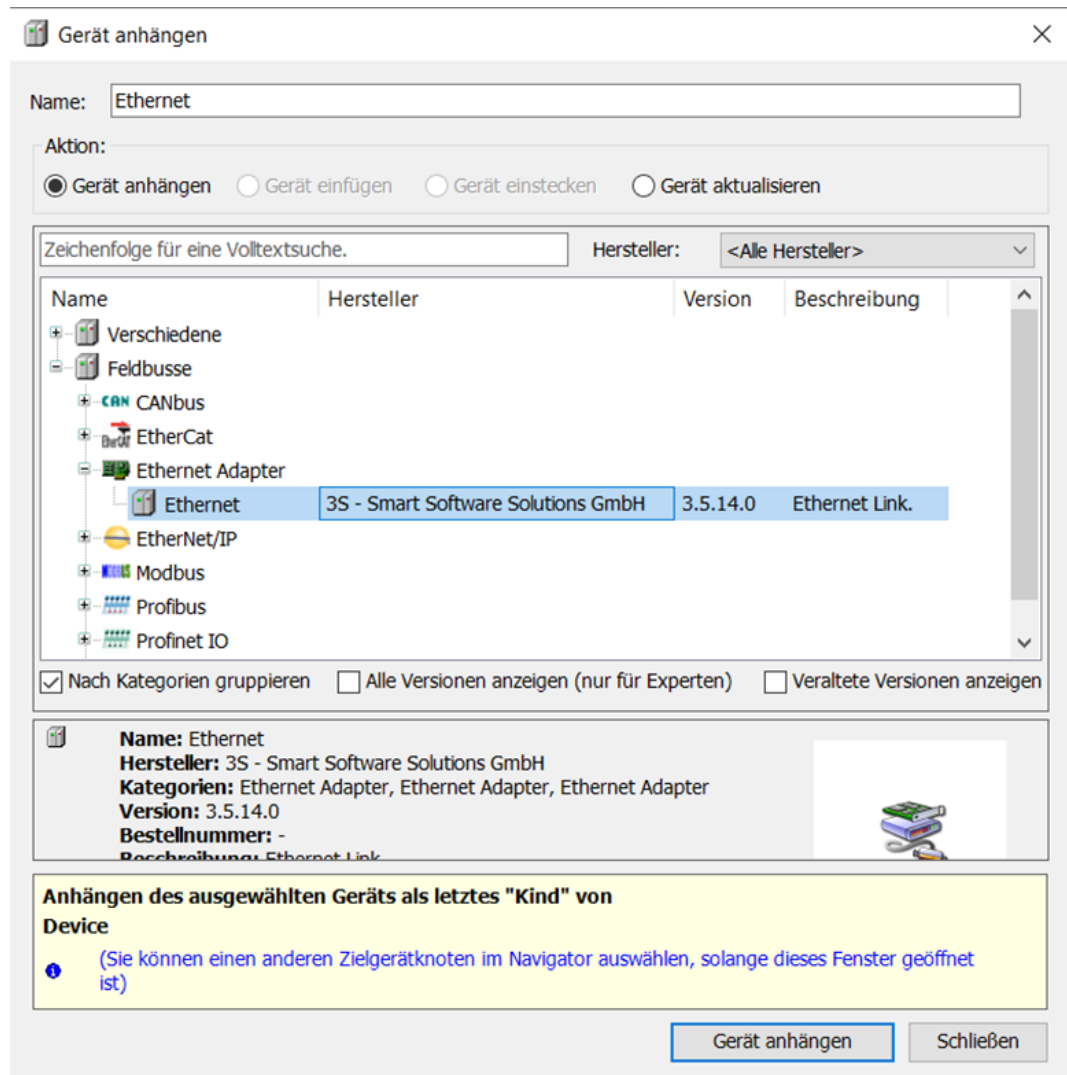 Gerät anhängen
Name: Ethernet
Aktion:
Gerät anhängen Gerät einfügen Gerät einstecken Gerät aktualisieren
Zeichenfolge für eine Volltextsuche. Hersteller: <Alle Hersteller>
Name Hersteller Version Beschreibung
Verschiedene
Feldbusse
CAN CANbus
EtherCat
Ethernet Adapter
Ethernet 3S - Smart Software Solutions GmbH 3.5.14.0 Ethernet Link.
EtherNet/IP
Modbus
Profibus
Profinet IO
Nach Kategorien gruppieren Alle Versionen anzeigen (nur für Experten) Veraltete Versionen anzeigen
Name: Ethernet
Hersteller: 3S - Smart Software Solutions GmbH
Kategorien: Ethernet Adapter, Ethernet Adapter, Ethernet Adapter
Version: 3.5.14.0
Bestellnummer: -
Beschreibung: Ethernet Link
Anhängen des ausgewählten Geräts als letztes "Kind" von
Device
(Sie können einen anderen Zielgerätknoten im Navigator auswählen, solange dieses Fenster geöffnet
ist)
Gerät anhängen Schließen